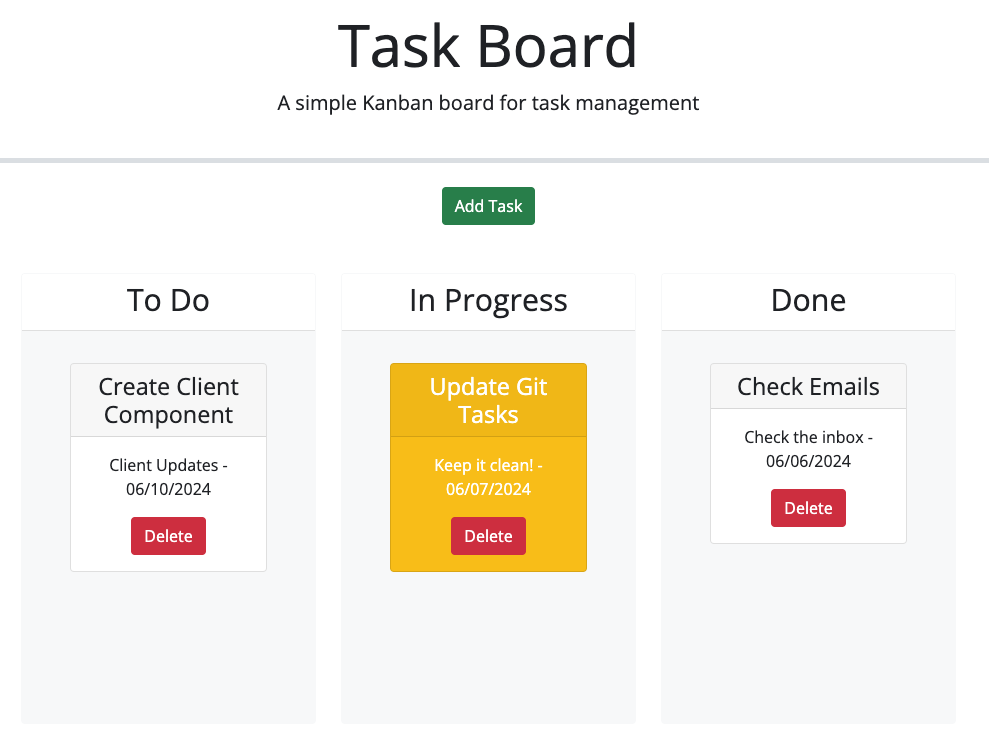 Task Board
A simple Kanban board for task management
Add Task
To Do
Create Client
Component
Client Updates -
06/10/2024
Delete
In Progress
Update Git
Tasks
Keep it clean! -
06/07/2024
Delete
Done
Check Emails
Check the inbox -
06/06/2024
Delete